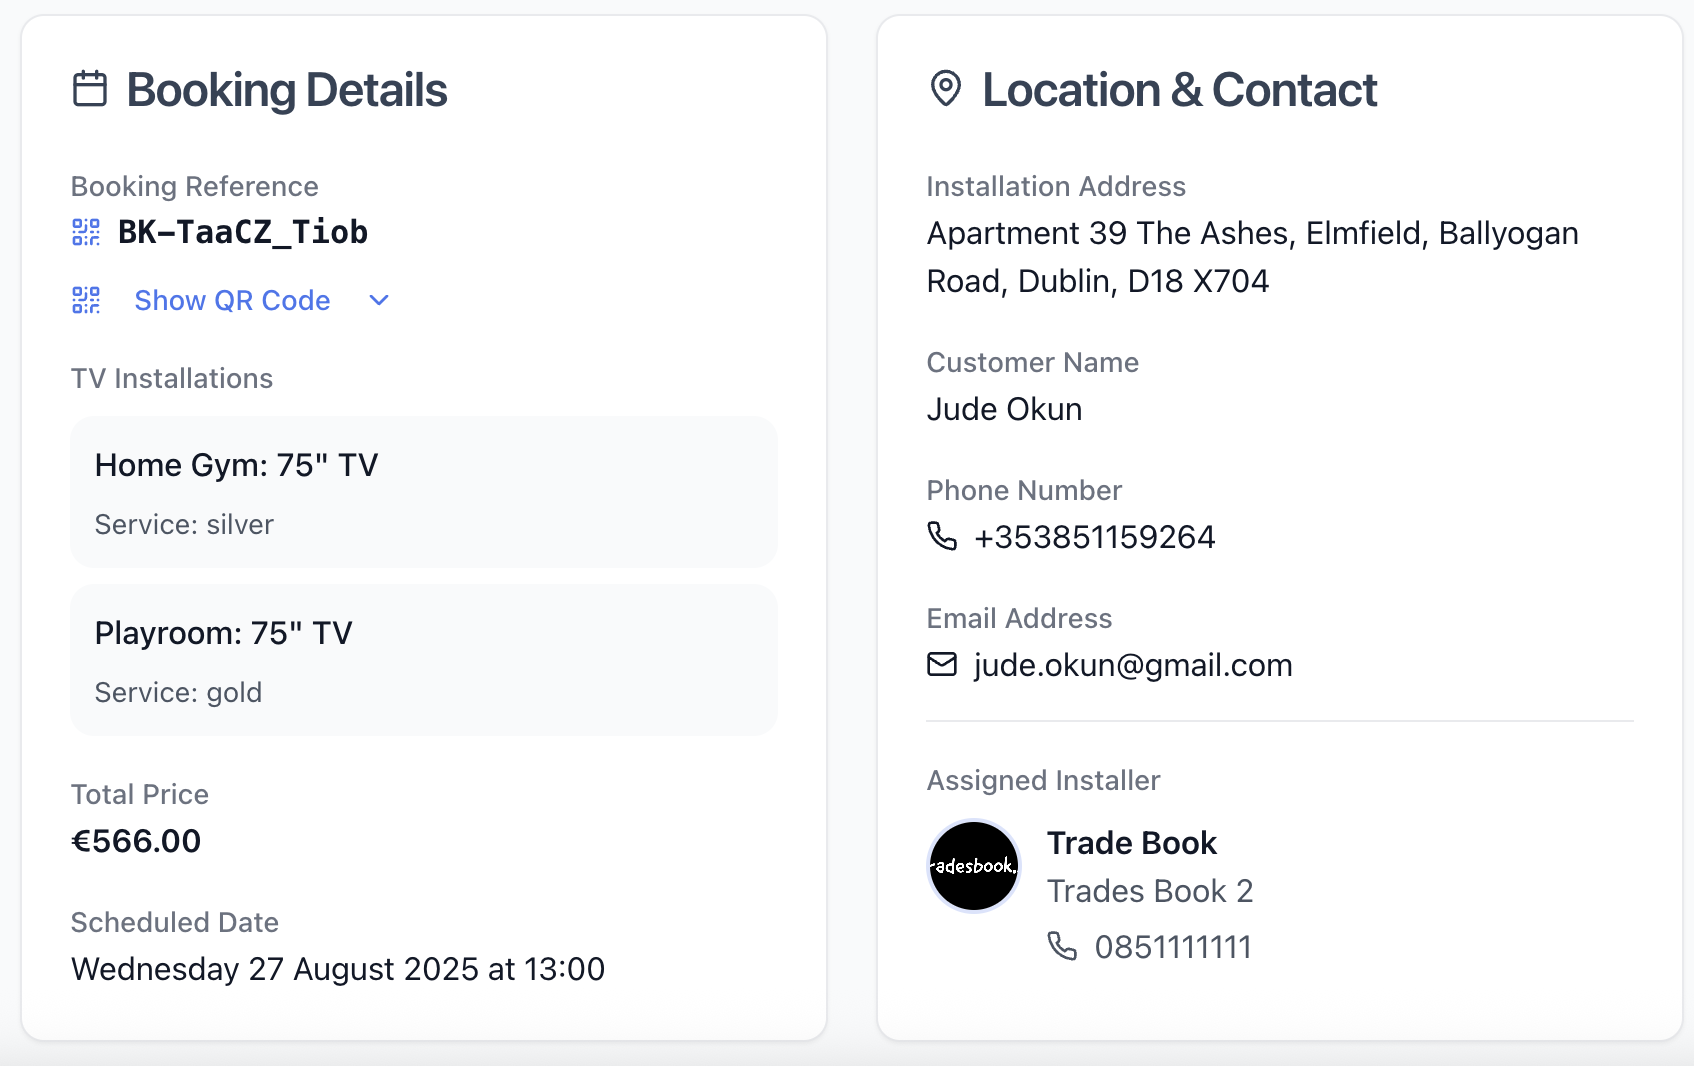 Booking Details
Booking Reference
BK-TaaCZ_Tiob
Show QR Code
TV Installations
Home Gym: 75" TV
Service: silver
Playroom: 75" TV
Service: gold
Total Price
€566.00
Scheduled Date
Wednesday 27 August 2025 at 13:00
Location & Contact
Installation Address
Apartment 39 The Ashes, Elmfield, Ballyogan
Road, Dublin, D18 X704
Customer Name
Jude Okun
Phone Number
+353851159264
Email Address
jude.okun@gmail.com
Assigned Installer
radesbook.
Trade Book
Trades Book 2
0851111111